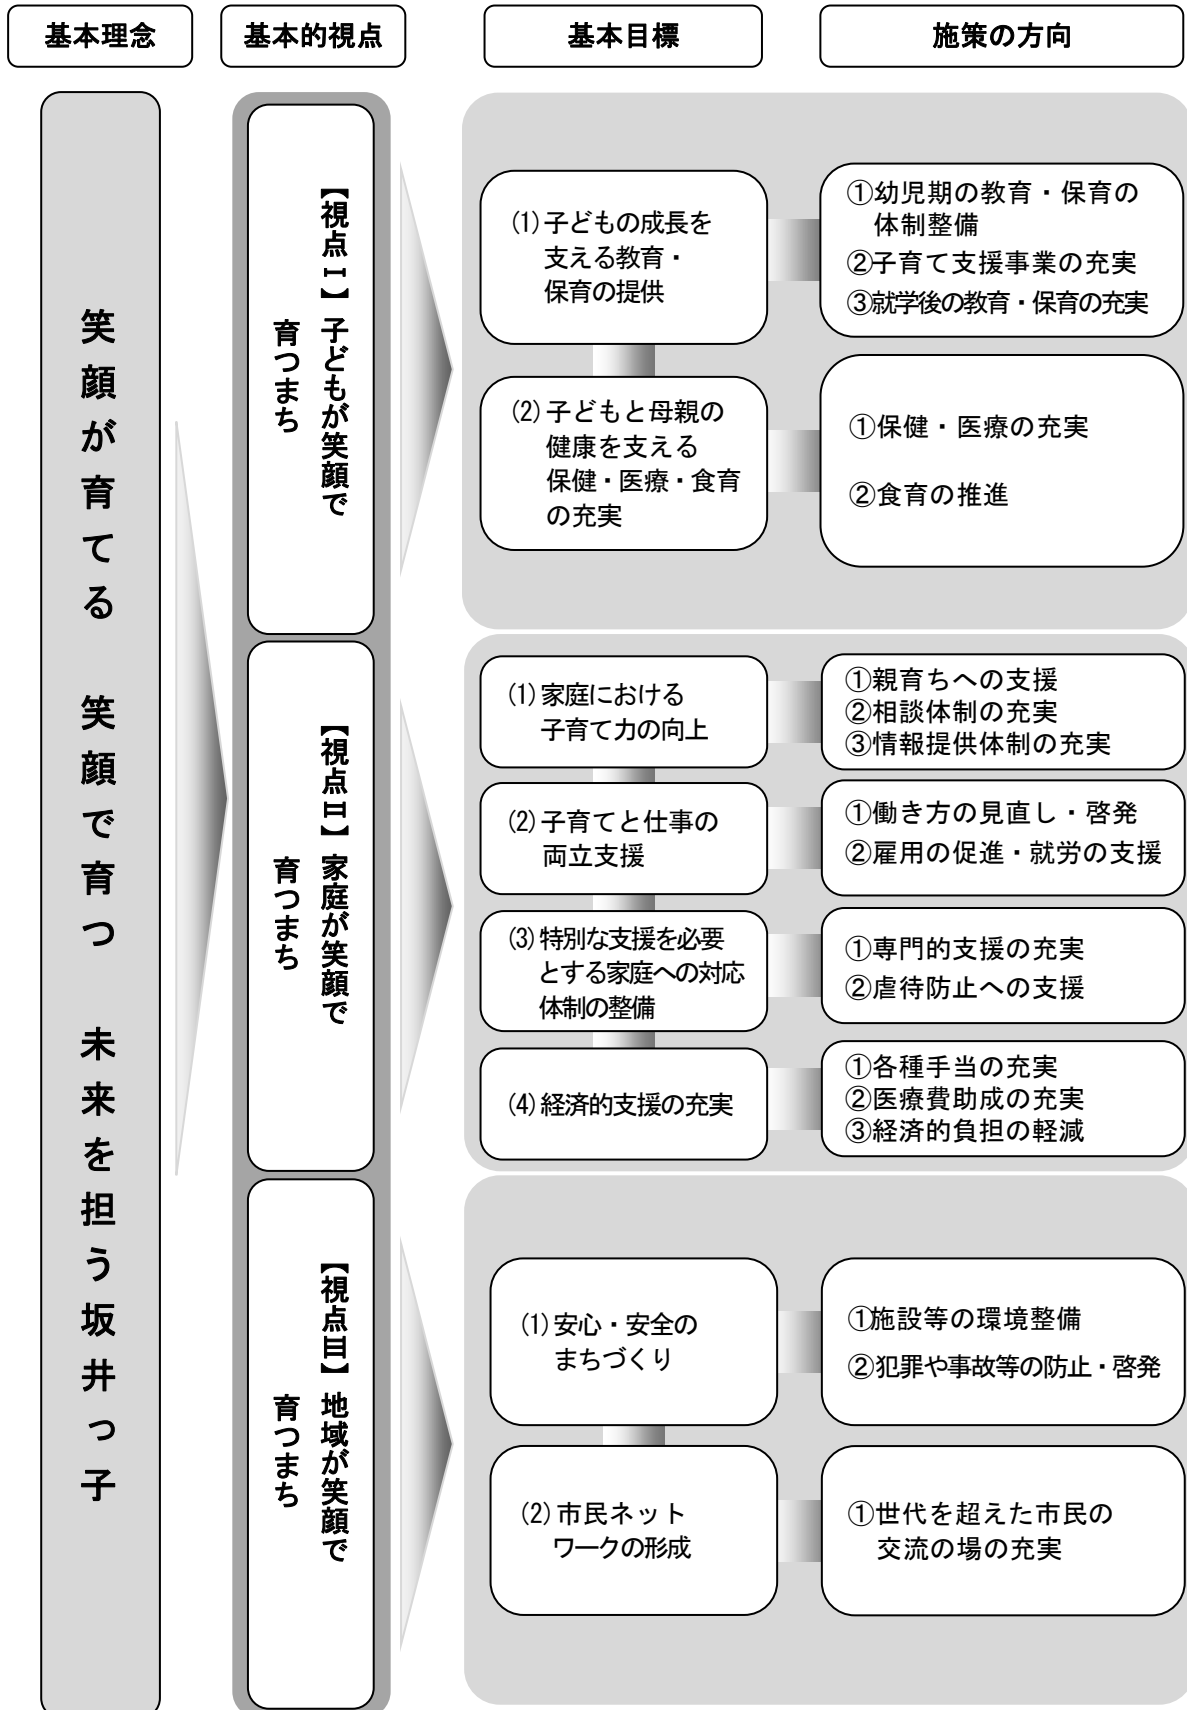 基本理念
基本的視点
基本目標
施策の方向
笑顔が育てる 笑顔で育つ 未来を担う坂井っ子
【視点Ⅰ】子どもが笑顔で
育つまち
(1)子どもの成長を
支える教育・
保育の提供
①幼児期の教育・保育の
体制整備
②子育て支援事業の充実
③就学後の教育・保育の充実
(2)子どもと母親の
健康を支える
保健・医療・食育
の充実
①保健・医療の充実
②食育の推進
【視点Ⅱ】家庭が笑顔で
育つまち
(1)家庭における
子育て力の向上
①親育ちへの支援
②相談体制の充実
③情報提供体制の充実
(2)子育てと仕事の
両立支援
①働き方の見直し・啓発
②雇用の促進・就労の支援
(3)特別な支援を必要
とする家庭への対応
体制の整備
①専門的支援の充実
②虐待防止への支援
(4)経済的支援の充実
①各種手当の充実
②医療費助成の充実
③経済的負担の軽減
【視点Ⅲ】地域が笑顔で
育つまち
(1)安心・安全の
まちづくり
①施設等の環境整備
②犯罪や事故等の防止・啓発
(2)市民ネット
ワークの形成
①世代を超えた市民の
交流の場の充実